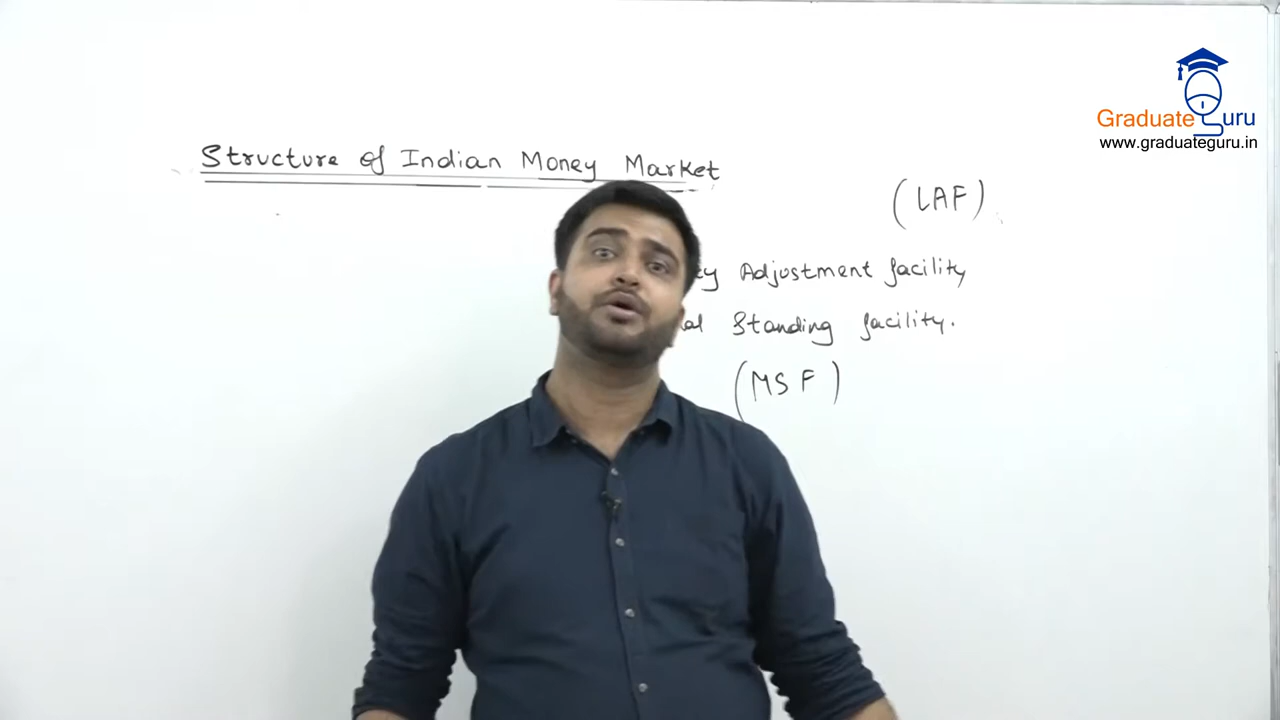 Graduate Guru
www.graduateguru.in
Structure of Indian Money Market
(LAF)
Adjustment facility
Standing facility.
(MSF)